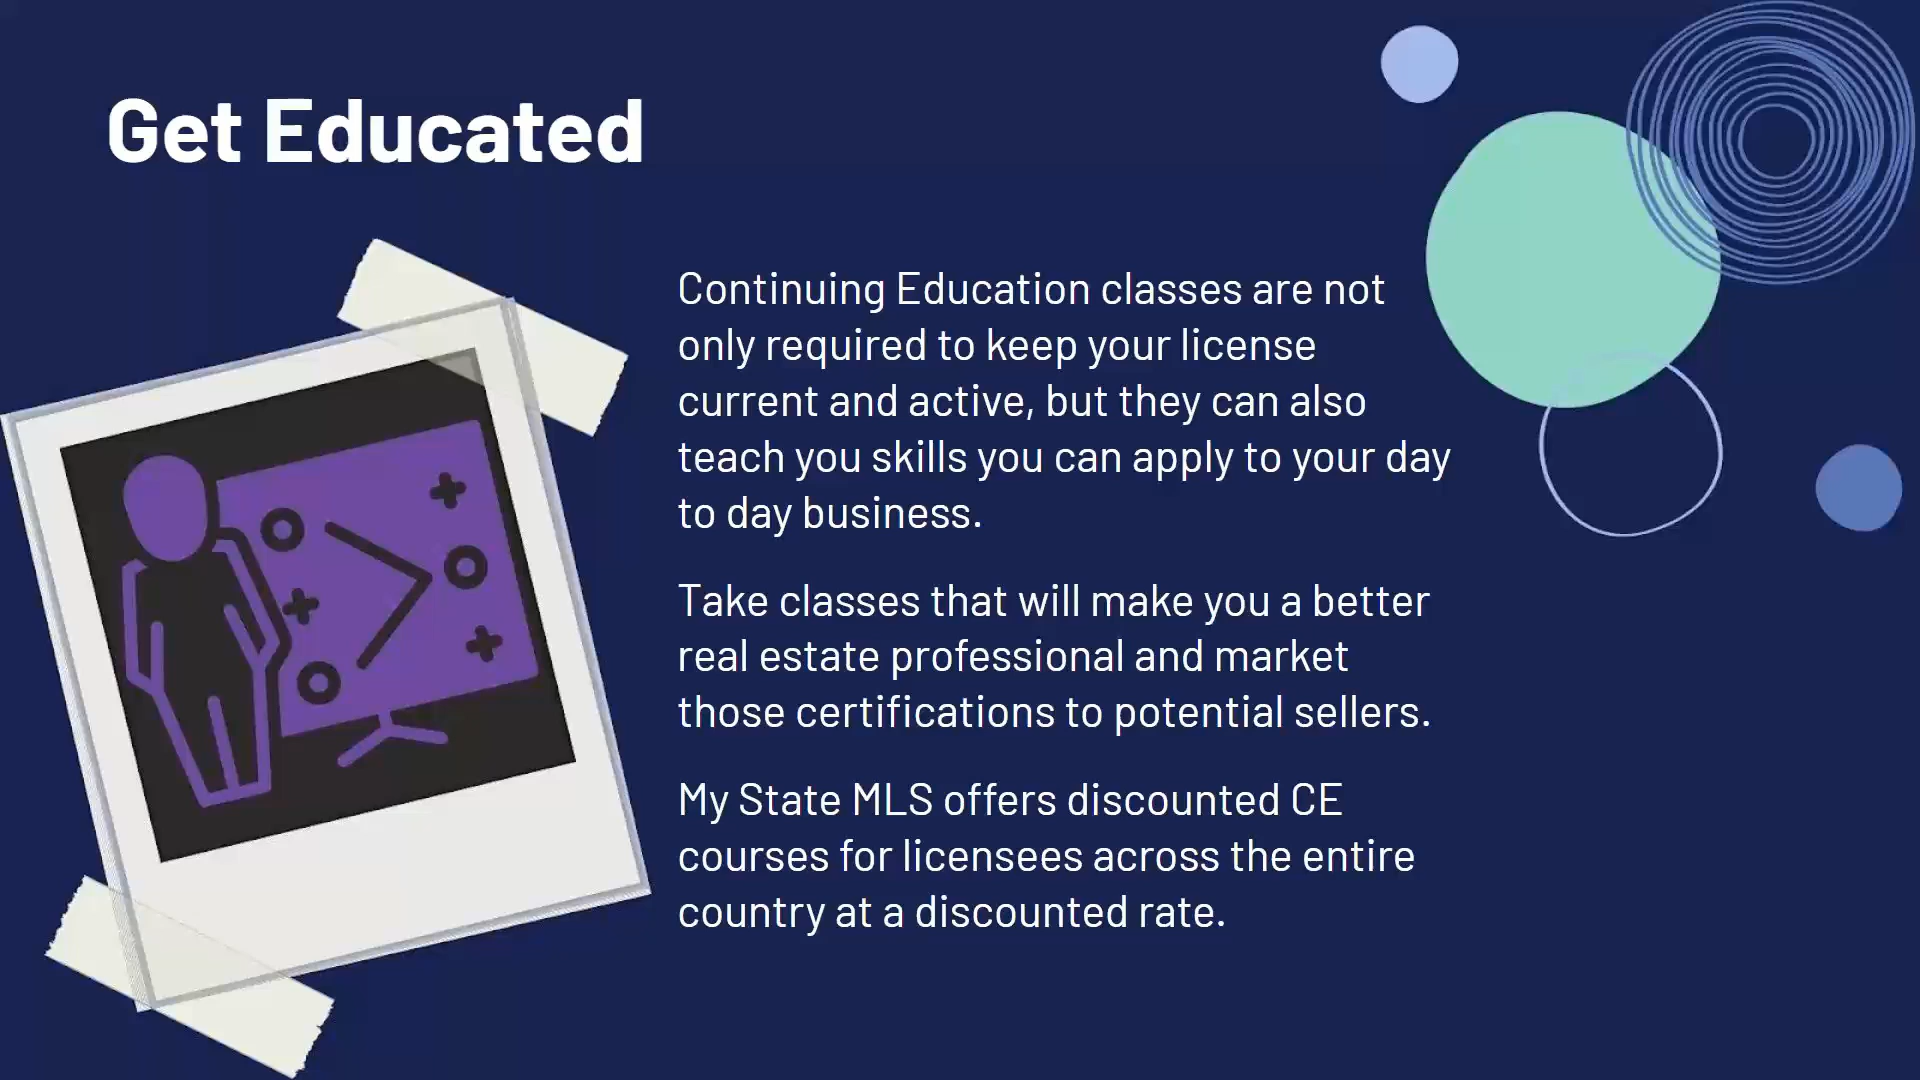 Get Educated
Continuing Education classes are not
only required to keep your license
current and active, but they can also
teach you skills you can apply to your day
to day business.
Take classes that will make you a better
real estate professional and market
those certifications to potential sellers.
My State MLS offers discounted CE
courses for licensees across the entire
country at a discounted rate.